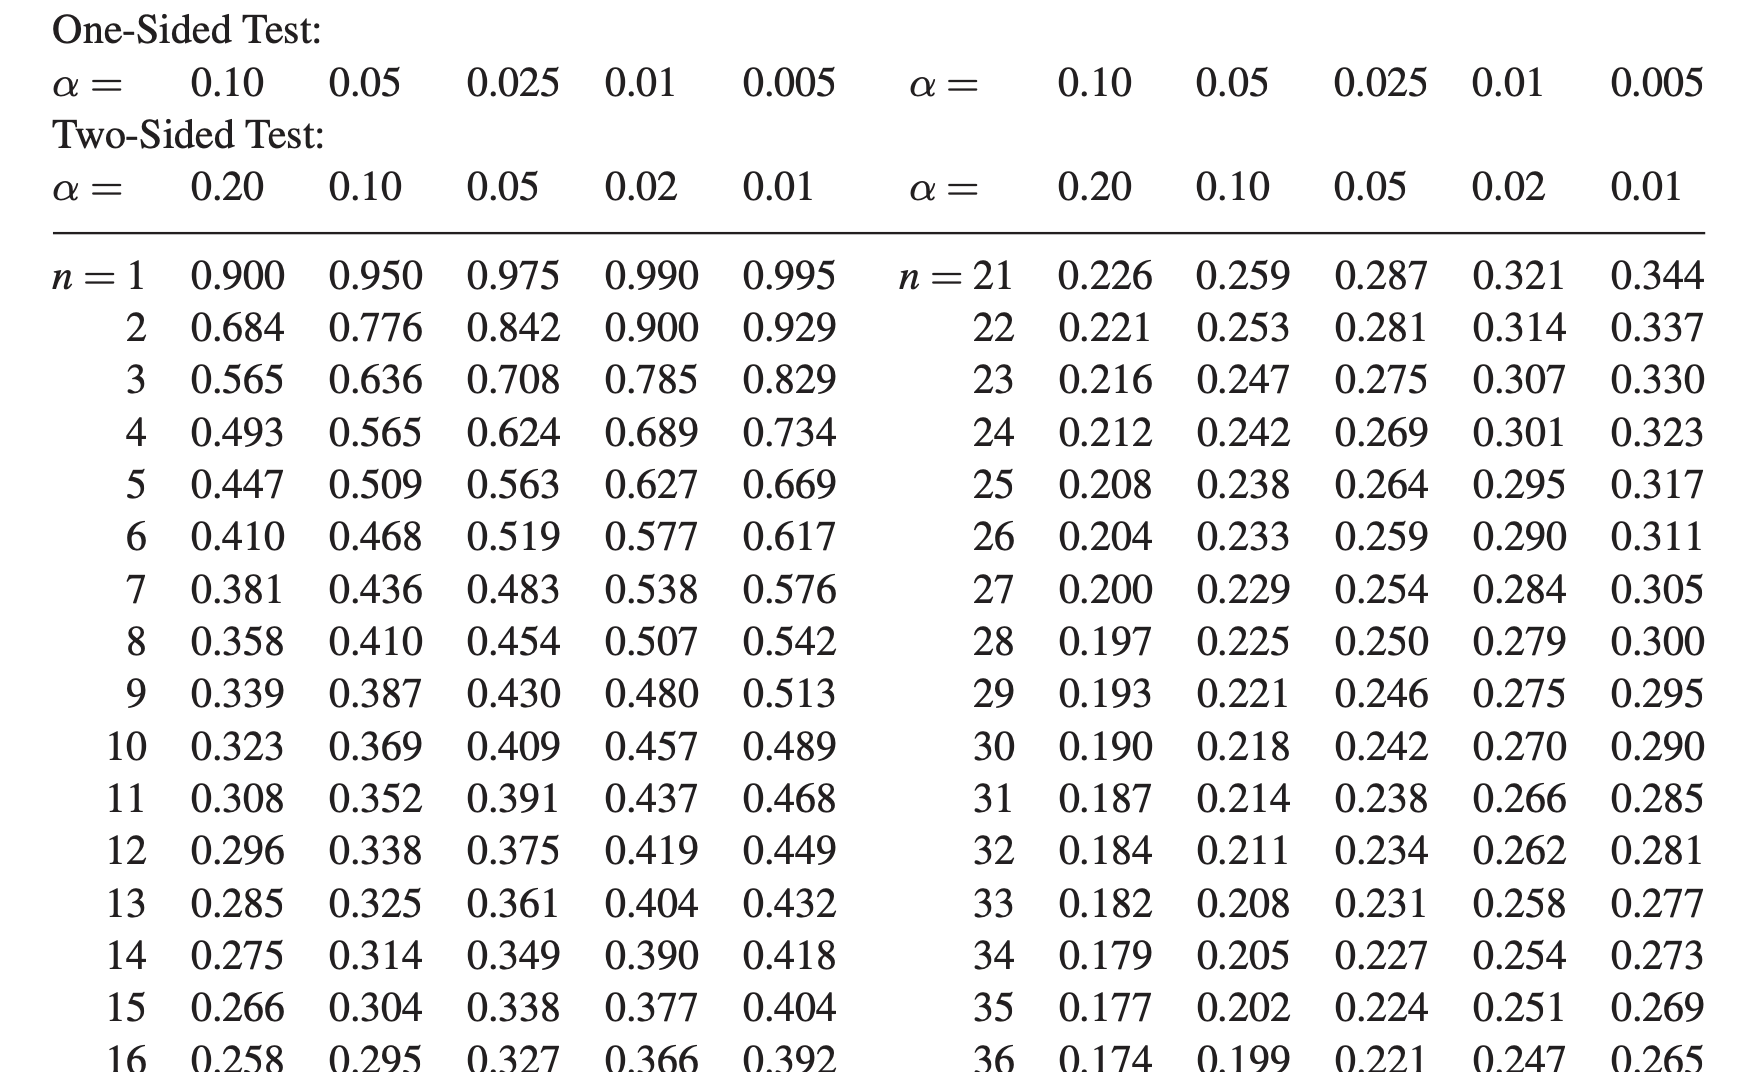 One-Sided Test:
α = 0.10 0.05 0.025 0.01 0.005 α = 0.10 0.05 0.025 0.01 0.005
Two-Sided Test:
α = 0.20 0.10 0.05 0.02 0.01 α = 0.20 0.10 0.05 0.02 0.01
n = 1 0.900 0.950 0.975 0.990 0.995 n = 21 0.226 0.259 0.287 0.321 0.344
2 0.684 0.776 0.842 0.900 0.929 22 0.221 0.253 0.281 0.314 0.337
3 0.565 0.636 0.708 0.785 0.829 23 0.216 0.247 0.275 0.307 0.330
4 0.493 0.565 0.624 0.689 0.734 24 0.212 0.242 0.269 0.301 0.323
5 0.447 0.509 0.563 0.627 0.669 25 0.208 0.238 0.264 0.295 0.317
6 0.410 0.468 0.519 0.577 0.617 26 0.204 0.233 0.259 0.290 0.311
7 0.381 0.436 0.483 0.538 0.576 27 0.200 0.229 0.254 0.284 0.305
8 0.358 0.410 0.454 0.507 0.542 28 0.197 0.225 0.250 0.279 0.300
9 0.339 0.387 0.430 0.480 0.513 29 0.193 0.221 0.246 0.275 0.295
10 0.323 0.369 0.409 0.457 0.489 30 0.190 0.218 0.242 0.270 0.290
11 0.308 0.352 0.391 0.437 0.468 31 0.187 0.214 0.238 0.266 0.285
12 0.296 0.338 0.375 0.419 0.449 32 0.184 0.211 0.234 0.262 0.281
13 0.285 0.325 0.361 0.404 0.432 33 0.182 0.208 0.231 0.258 0.277
14 0.275 0.314 0.349 0.390 0.418 34 0.179 0.205 0.227 0.254 0.273
15 0.266 0.304 0.338 0.377 0.404 35 0.177 0.202 0.224 0.251 0.269
16 0.258 0.295 0.327 0.366 0.392 36 0.174 0.199 0.221 0.247 0.265